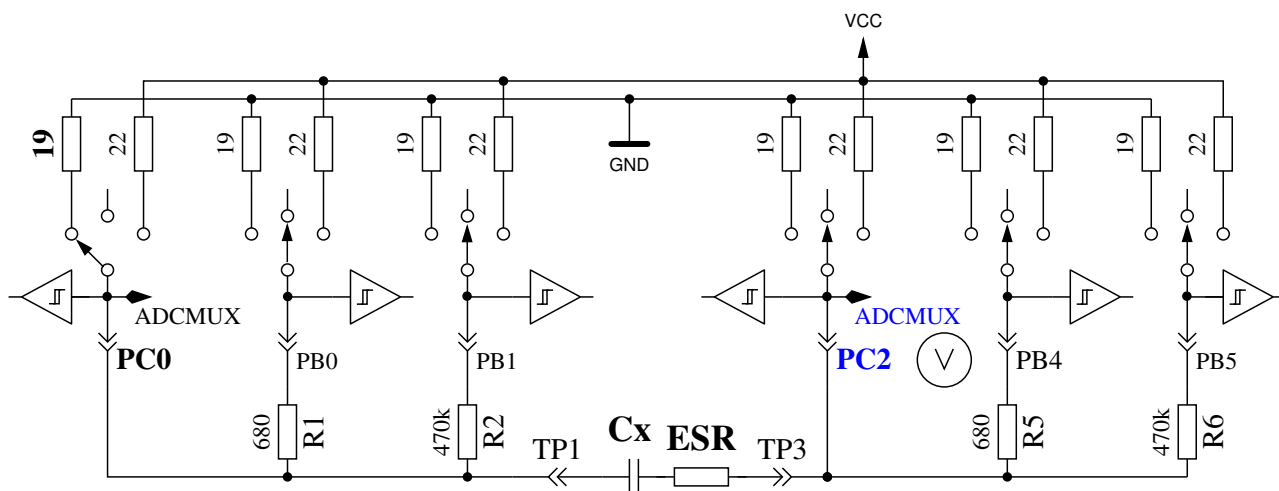 VCC
19 22 19 22 19 22 19 22 19 22 19 22
GND
ADCMUX ADCMUX
PC0 PB0 PB1 PC2 V PB4 PB5
680 R1 470k R2 680 R5 470k R6
TP1 Cx ESR TP3